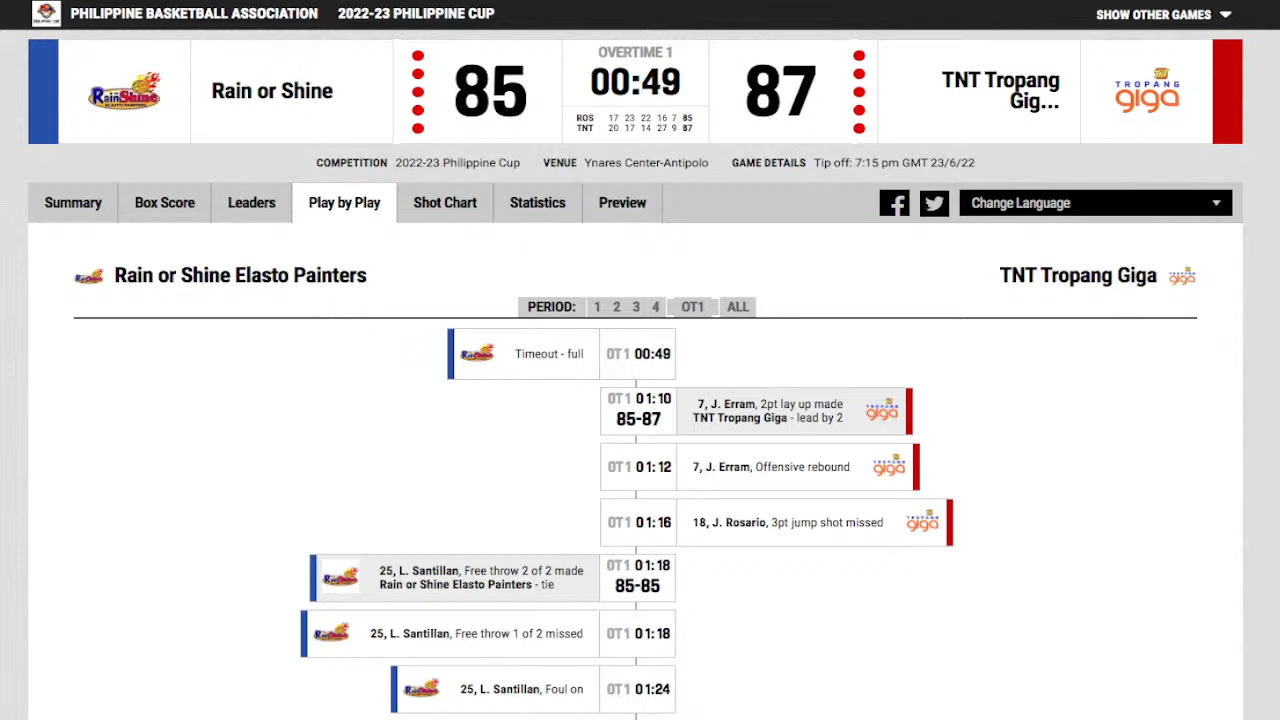 PHILIPPINE BASKETBALL ASSOCIATION 2022-23 PHILIPPINE CUP SHOW OTHER GAMES
Rain or Shine 85 OVERTIME 1 00:49 87 TNT Tropang Gig...
RainShine ELASTO PAINTERS
TROPANG giga
ROS 17 23 22 16 7 85
TNT 20 17 14 27 9 87
COMPETITION 2022-23 Philippine Cup VENUE Ynares Center-Antipolo GAME DETAILS Tip off: 7:15 pm GMT 23/6/22
Summary Box Score Leaders Play by Play Shot Chart Statistics Preview Change Language
Rain or Shine Elasto Painters TNT Tropang Giga
PERIOD: 1 2 3 4 OT1 ALL
Timeout - full OT1 00:49
OT1 01:10 7, J. Erram, 2pt lay up made
85-87 TNT Tropang Giga - lead by 2
OT1 01:12 7, J. Erram, Offensive rebound
OT1 01:16 18, J. Rosario, 3pt jump shot missed
25, L. Santillan, Free throw 2 of 2 made OT1 01:18
Rain or Shine Elasto Painters - tie 85-85
25, L. Santillan, Free throw 1 of 2 missed OT1 01:18
25, L. Santillan, Foul on OT1 01:24